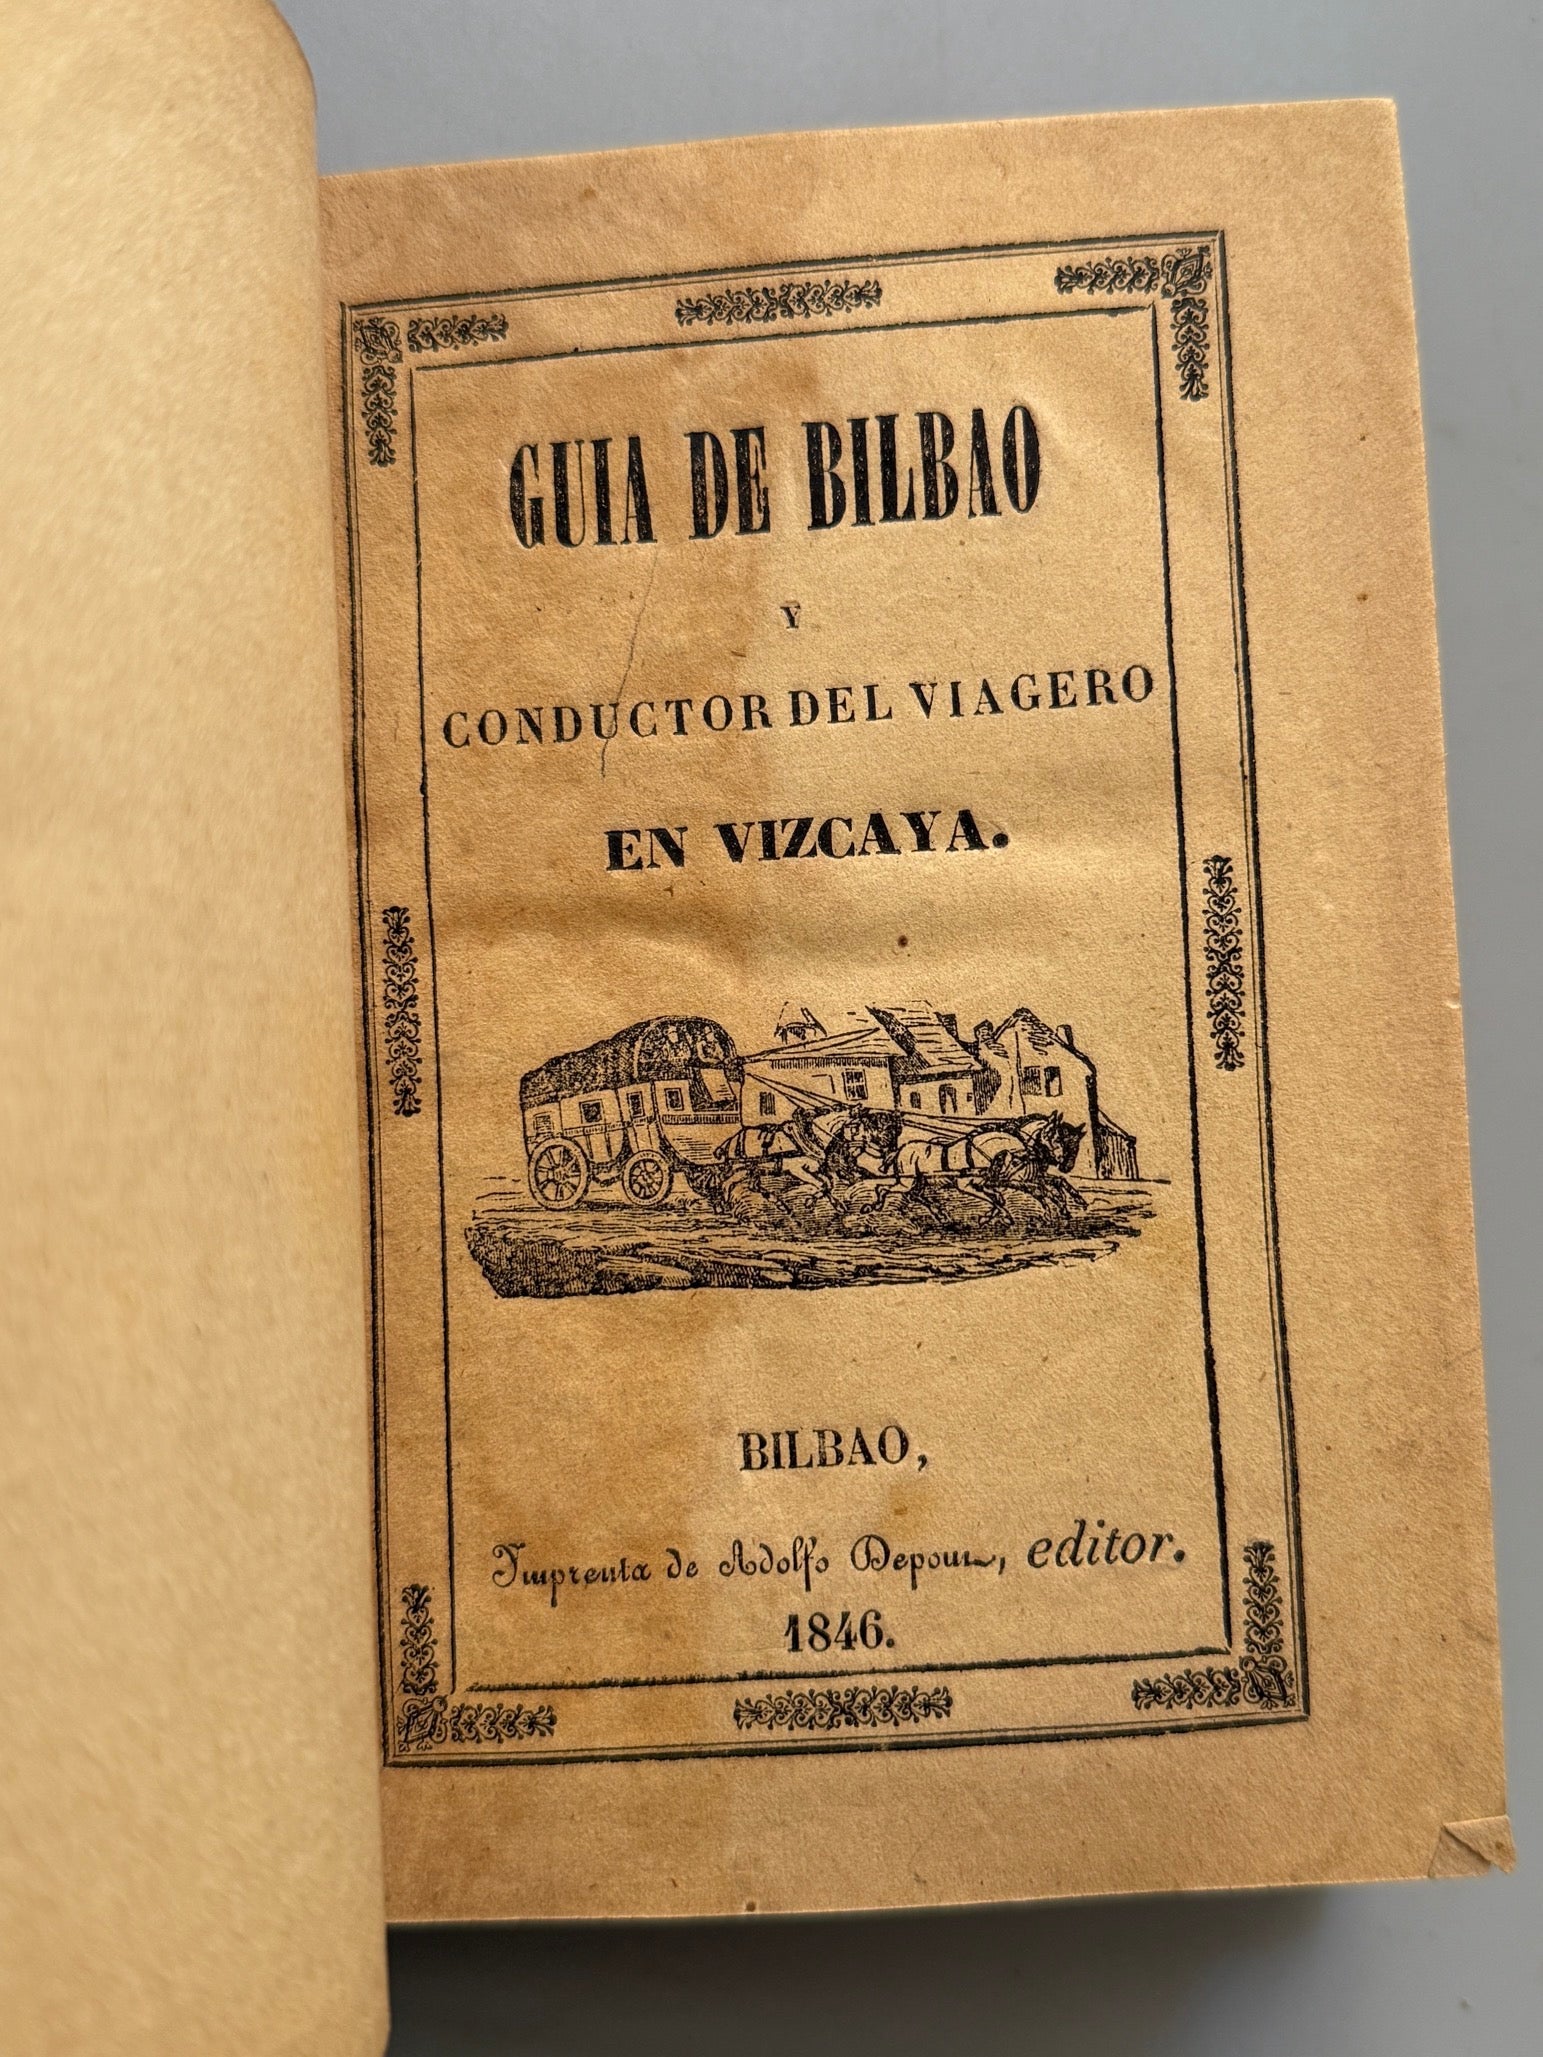 GUIA DE BILBAO
Y
CONDUCTOR DEL VIAGERO
EN VIZCAYA.
BILBAO,
Imprenta de Adolfo Depont, editor.
1846.